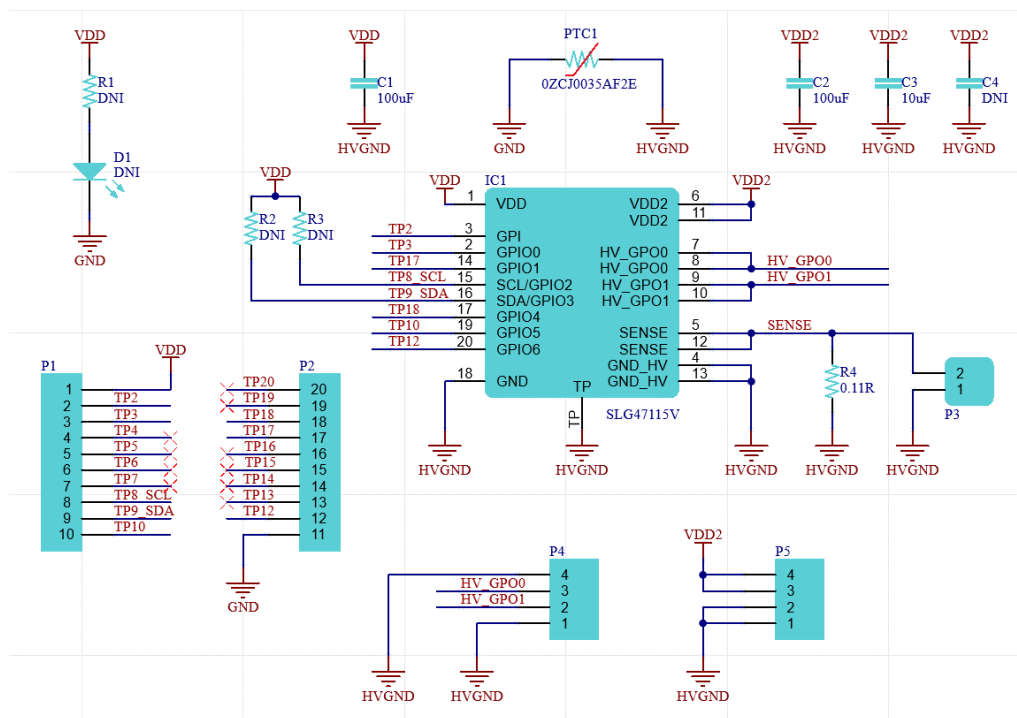 VDD
R1
DNI
D1
DNI
GND
VDD
C1
100uF
HVGND
PTC1
0ZCJ0035AF2E
GND
HVGND
VDD2
C2
100uF
HVGND
VDD2
C3
10uF
HVGND
VDD2
C4
DNI
HVGND
VDD
R2
DNI
R3
DNI
VDD
IC1
1 VDD
TP2 3 GPI
TP3 2 GPIO0
TP17 14 GPIO1
TP8_SCL 15 SCL/GPIO2
TP9_SDA 16 SDA/GPIO3
TP18 17 GPIO4
TP10 19 GPIO5
TP12 20 GPIO6
18 GND
HVGND
VDD2
VDD2 6
VDD2 11
HV_GPO0 7
HV_GPO0 8 HV_GPO0
HV_GPO1 9 HV_GPO1
HV_GPO1 10
SENSE 5 SENSE
SENSE 12
GND_HV 4
GND_HV 13
TP
TP
SLG47115V
HVGND
HVGND
R4
0.11R
HVGND
2
1
P3
HVGND
P1
VDD
1
2 TP2
3 TP3
4 TP4
5 TP5
6 TP6
7 TP7
8 TP8_SCL
9 TP9_SDA
10 TP10
P2
TP20 20
TP19 19
TP18 18
TP17 17
TP16 16
TP15 15
TP14 14
TP13 13
TP12 12
11
GND
P4
4
HV_GPO0 3
HV_GPO1 2
1
HVGND
HVGND
VDD2
P5
4
3
2
1
HVGND